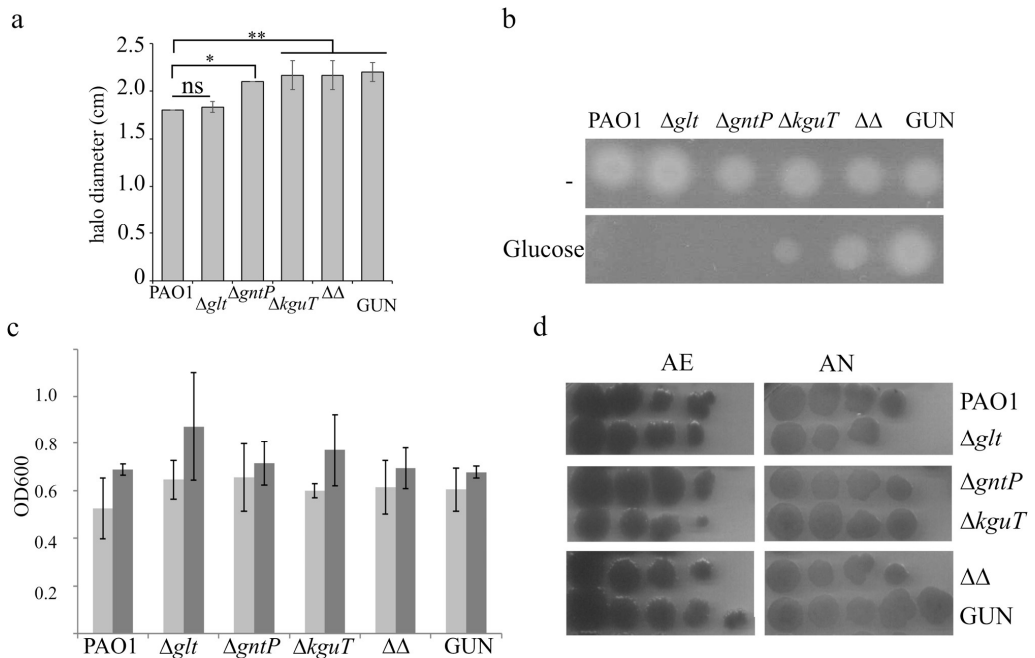 a
**
*
ns
halo diameter (cm)
2.5
2.0
1.5
1.0
0.5
0
PAO1 Δglt ΔgntP ΔkguT ΔΔ GUN
b
PAO1 Δglt ΔgntP ΔkguT ΔΔ GUN
-
Glucose
c
OD600
1.0
0.8
0.6
0.4
0.2
PAO1 Δglt ΔgntP ΔkguT ΔΔ GUN
d
AE AN
PAO1
Δglt
ΔgntP
ΔkguT
ΔΔ
GUN